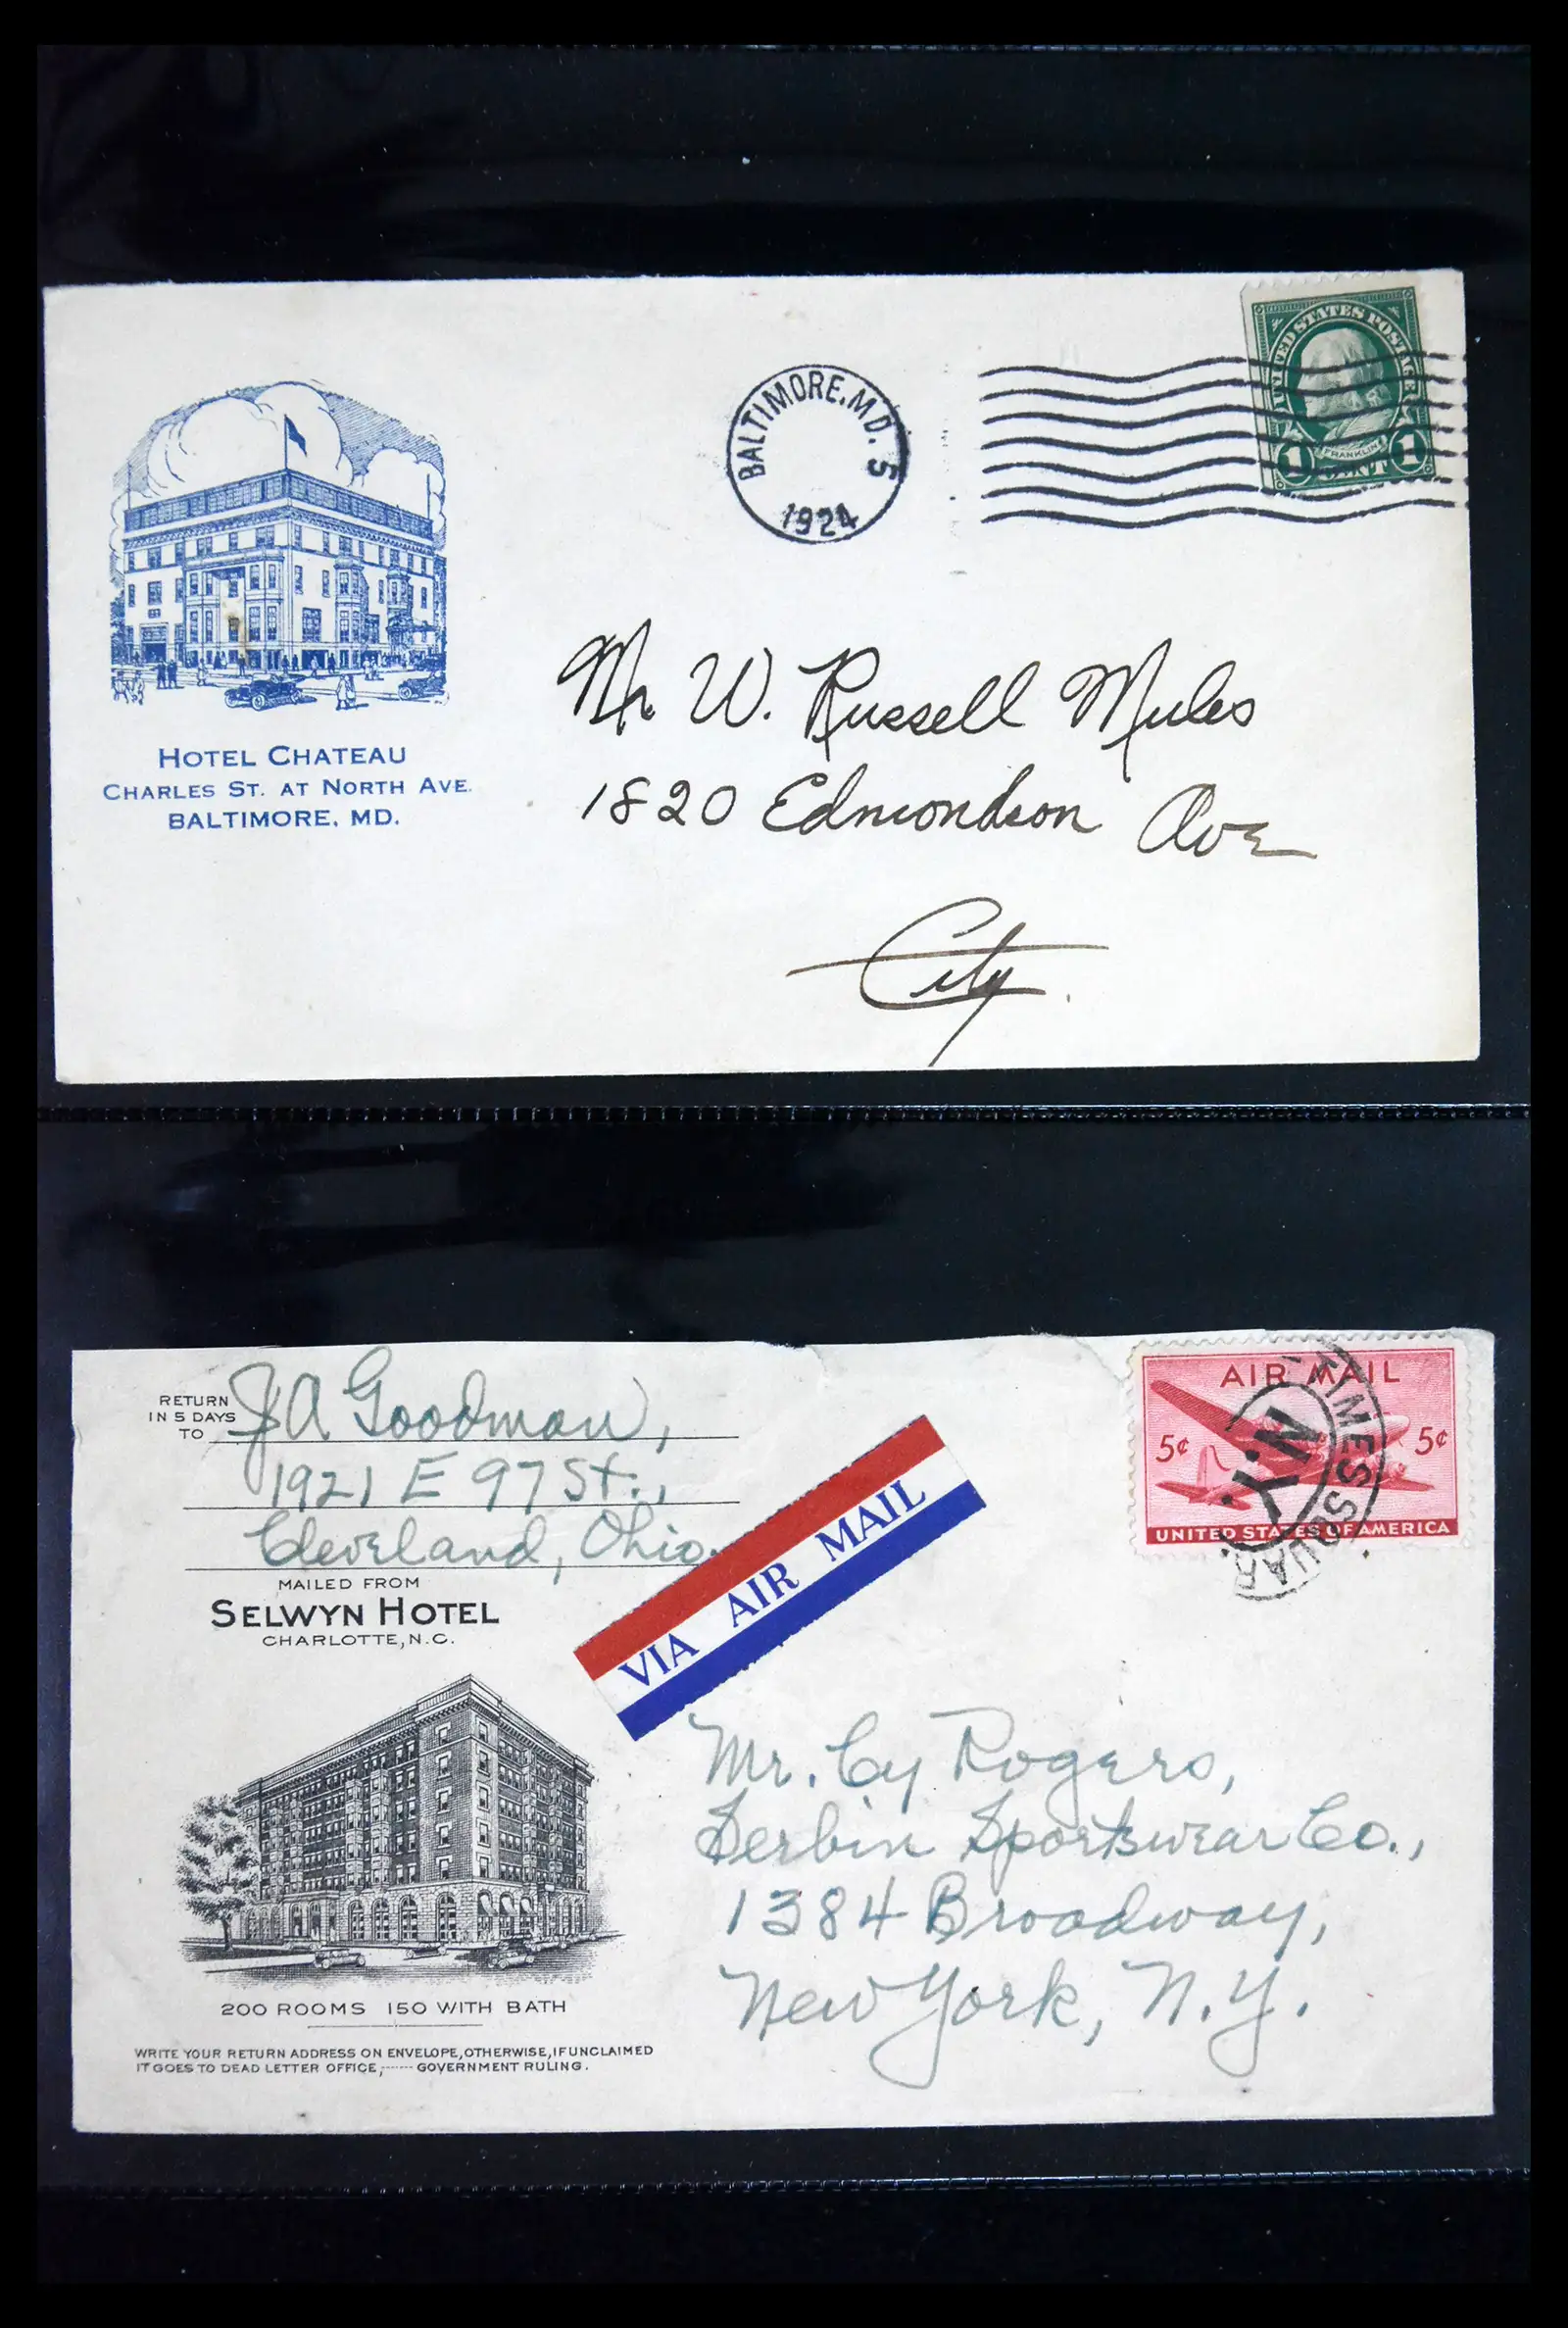 UNITED STATES POSTAGE
FRANKLIN
1 CENT 1
BALTIMORE, M.D. 5
1924
HOTEL CHATEAU
CHARLES ST. AT NORTH AVE.
BALTIMORE, MD.
Mr W. Russell Mules
1820 Edmondson Ave
City.
RETURN
IN 5 DAYS
TO
J A Goodman,
1921 E 97 St.,
Cleveland, Ohio.
MAILED FROM
SELWYN HOTEL
CHARLOTTE, N.C.
VIA AIR MAIL
AIR MAIL
5¢ 5¢
UNITED STATES OF AMERICA
TIMES SQUAR.
N.Y.
Mr. Cy Rogers,
Serbin Sportswear Co.,
1384 Broadway,
New York, N.Y.
200 ROOMS 150 WITH BATH
WRITE YOUR RETURN ADDRESS ON ENVELOPE, OTHERWISE, IF UNCLAIMED
IT GOES TO DEAD LETTER OFFICE,------GOVERNMENT RULING.